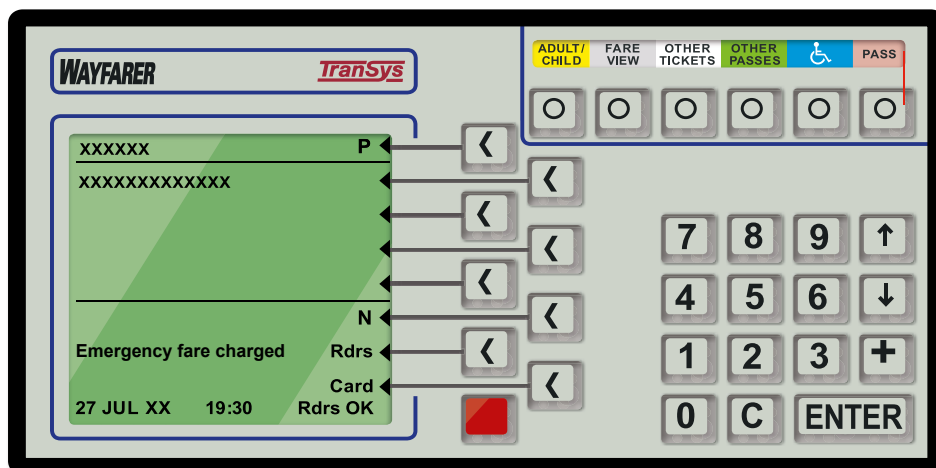 WAYFARER
TranSys
ADULT/
CHILD
FARE
VIEW
OTHER
TICKETS
OTHER
PASSES
PASS
xxxxxx P
xxxxxxxxxxxxx
N
Emergency fare charged Rdrs
Card
27 JUL XX 19:30 Rdrs OK
7 8 9 ↑
4 5 6 ↓
1 2 3 +
0 C ENTER